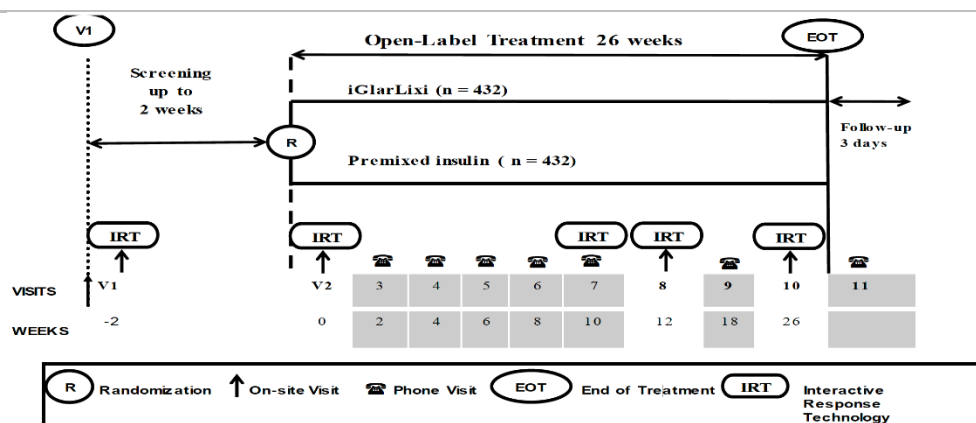 V1
EOT
Open-Label Treatment 26 weeks
Screening
up to
2 weeks
iGlarLixi (n = 432)
R
Follow-up
3 days
Premixed insulin ( n = 432)
IRT IRT IRT IRT IRT
VISITS V1 V2 3 4 5 6 7 8 9 10 11
WEEKS -2 0 2 4 6 8 10 12 18 26
R Randomization On-site Visit Phone Visit EOT End of Treatment IRT Interactive
Response
Technology